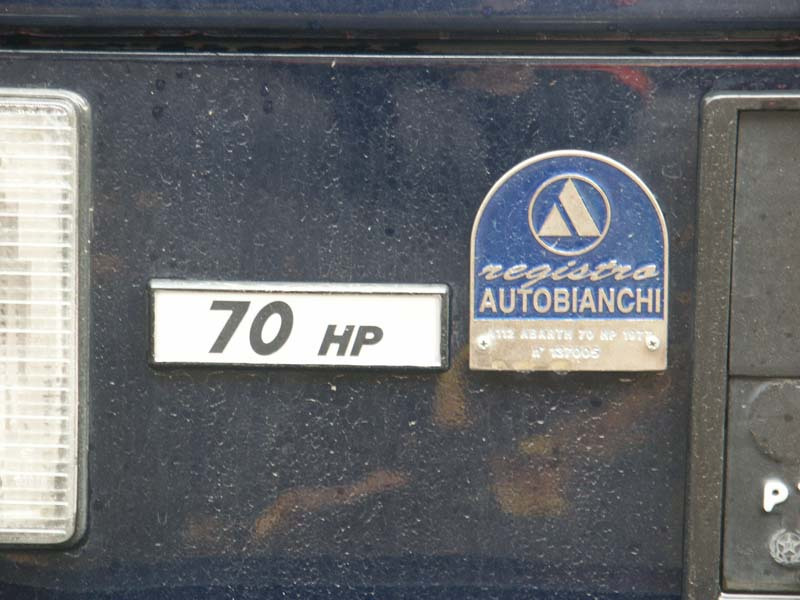 70 HP
registro
AUTOBIANCHI
A112 ABARTH 70 HP 1977
n° 137005
P